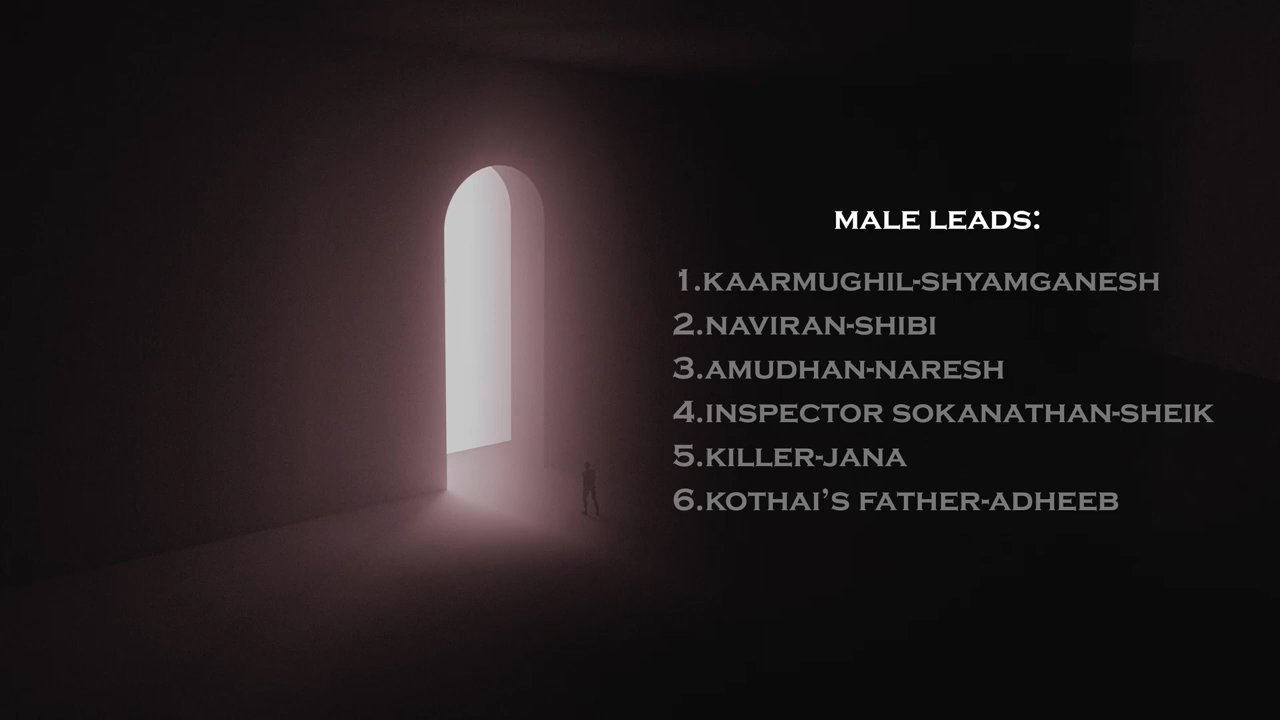 MALE LEADS:
1.KAARMUGHIL-SHYAMGANESH
2.NAVIRAN-SHIBI
3.AMUDHAN-NARESH
4.INSPECTOR SOKANATHAN-SHEIK
5.KILLER-JANA
6.KOTHAI’S FATHER-ADHEEB